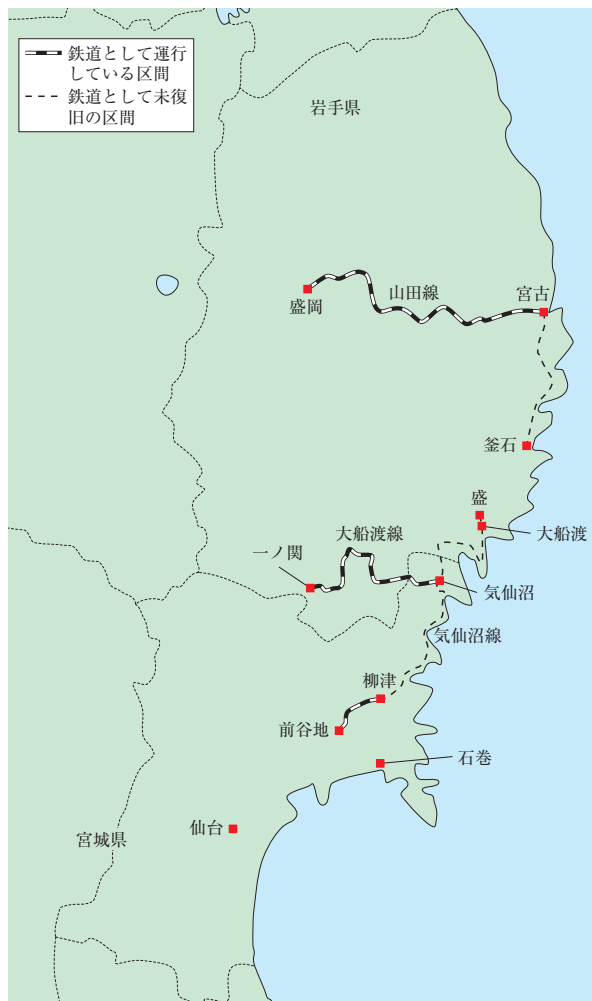 鉄道として運行
している区間
鉄道として未復
旧の区間
岩手県
盛岡
山田線
宮古
釜石
盛
大船渡
大船渡線
一ノ関
気仙沼
気仙沼線
柳津
前谷地
石巻
仙台
宮城県